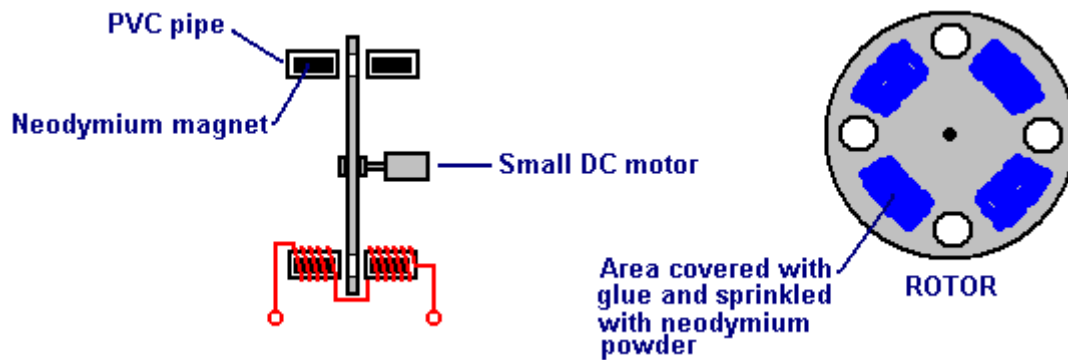 PVC pipe
Neodymium magnet
Small DC motor
Area covered with
glue and sprinkled
with neodymium
powder
ROTOR